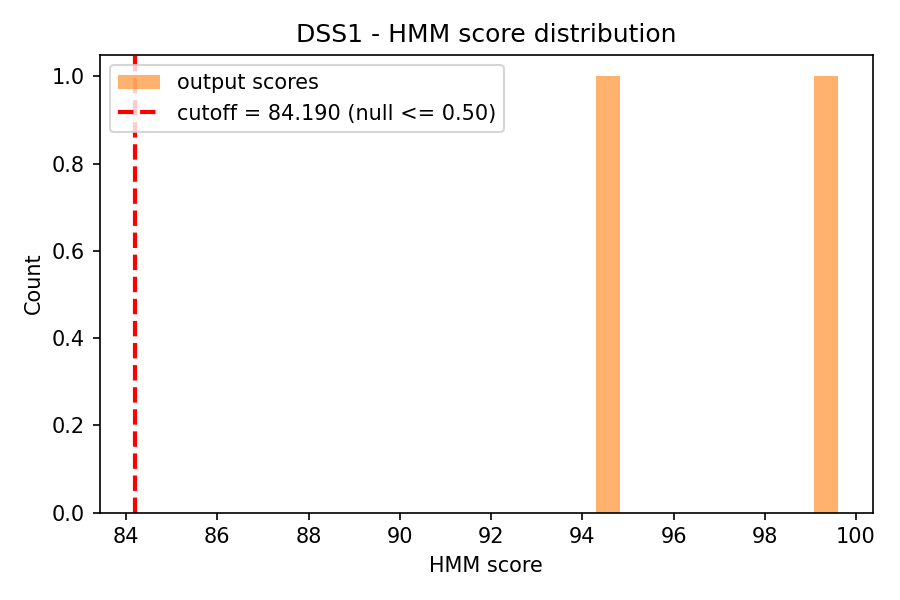 DSS1 - HMM score distribution
output scores
cutoff = 84.190 (null <= 0.50)
1.0
0.8
0.6
0.4
0.2
0.0
Count
84 86 88 90 92 94 96 98 100
HMM score